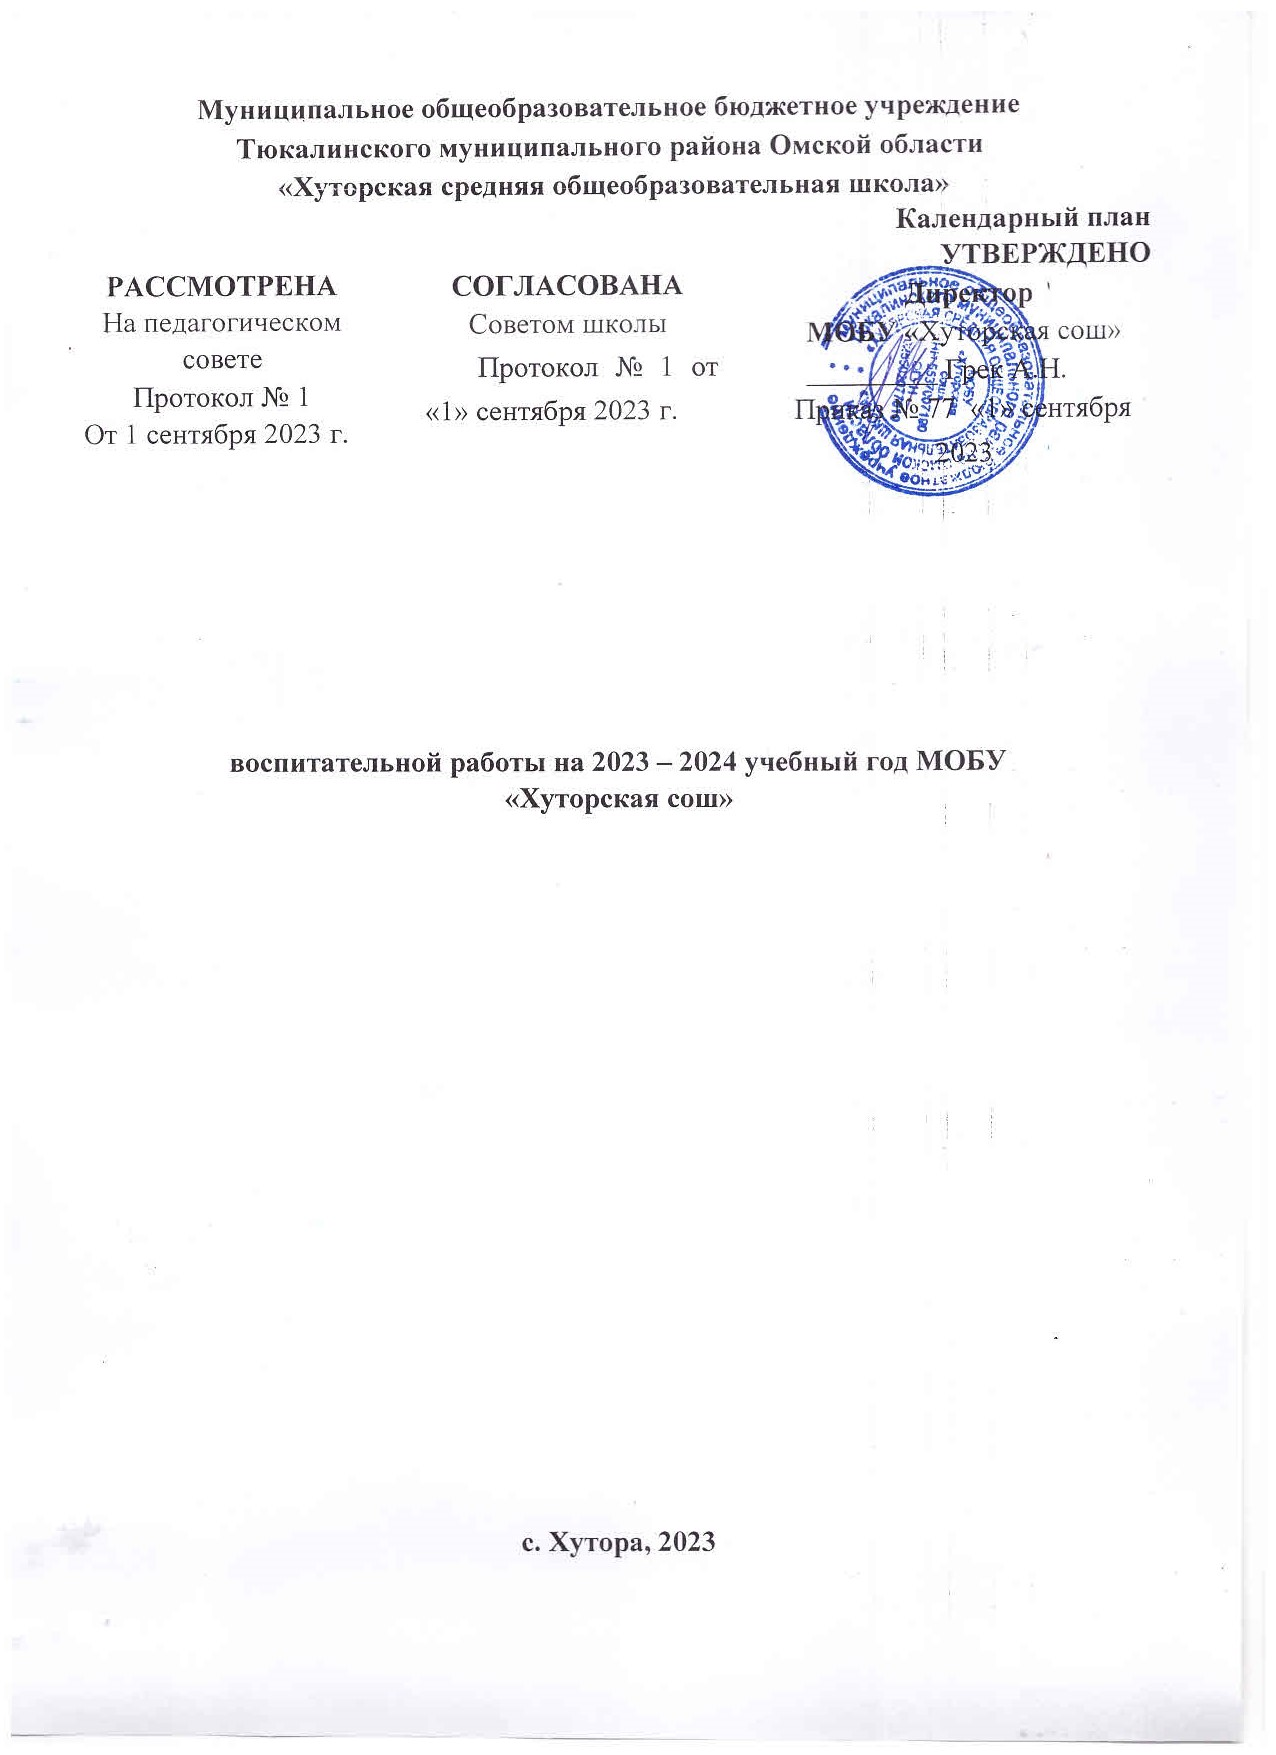 Муниципальное общеобразовательное бюджетное учреждение
Тюкалинского муниципального района Омской области
«Хуторская средняя общеобразовательная школа»
Календарный план
УТВЕРЖДЕНО
РАССМОТРЕНА
На педагогическом
совете
Протокол № 1
От 1 сентября 2023 г.
СОГЛАСОВАНА
Советом школы
Протокол № 1 от
«1» сентября 2023 г.
Директор
МОБУ «Хуторская сош»
__________Грек А.Н.
Приказ № 77 «1» сентября
2023
воспитательной работы на 2023 – 2024 учебный год МОБУ
«Хуторская сош»
с. Хутора, 2023